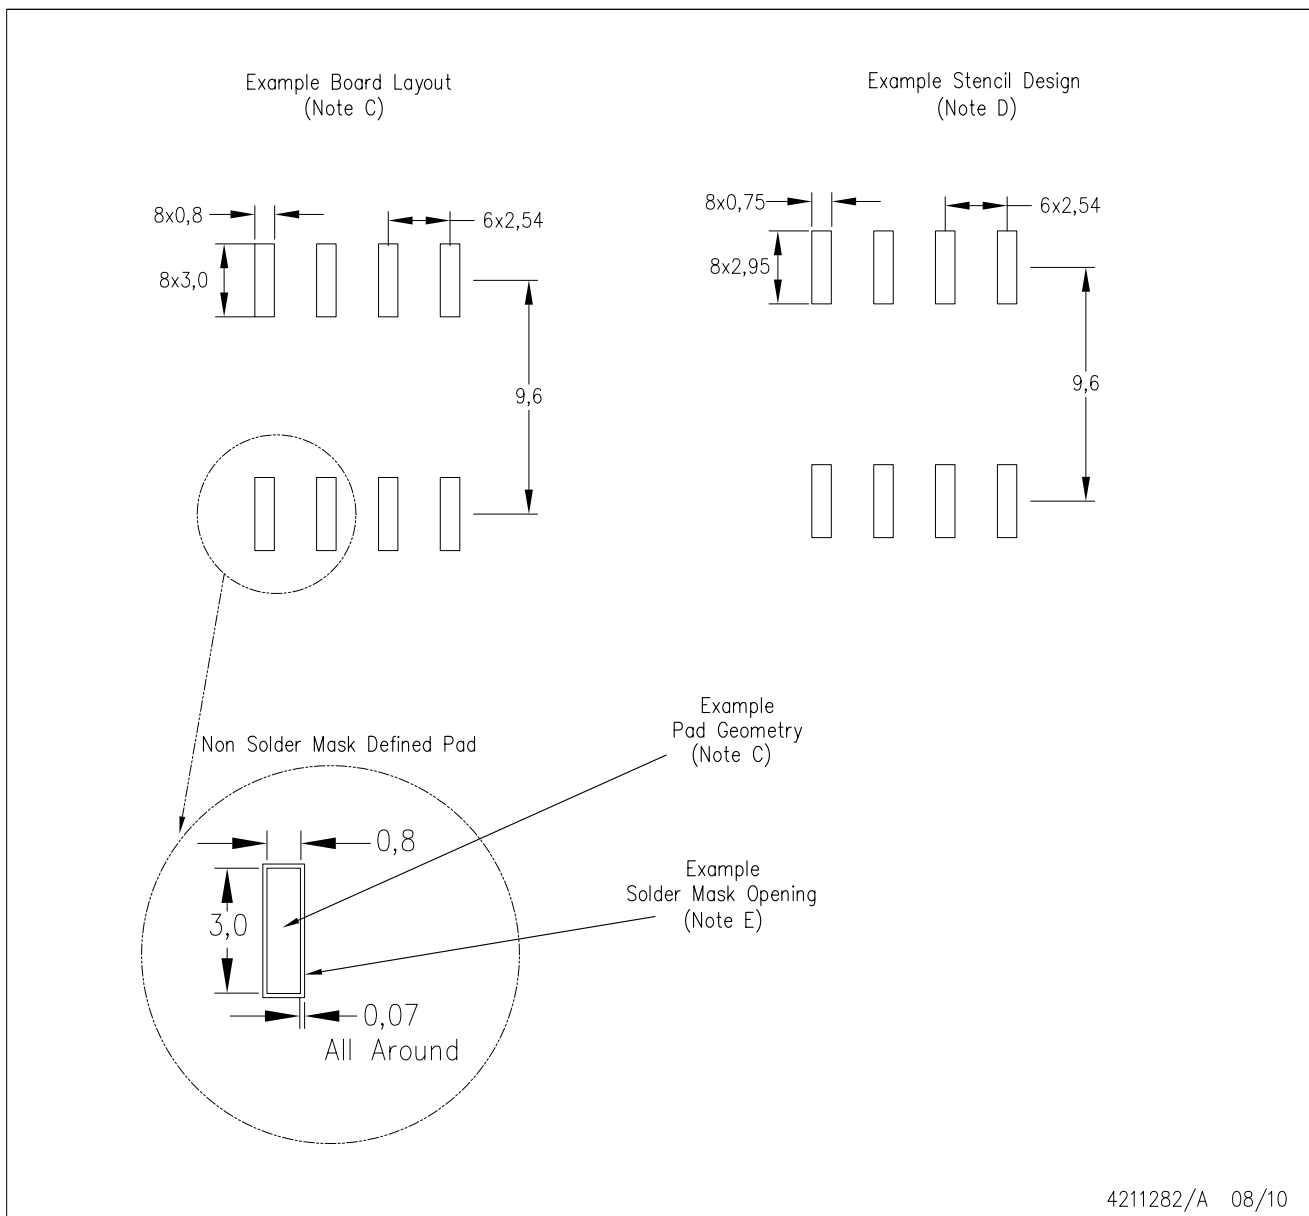 Example Board Layout
(Note C)
8x0,8
6x2,54
8x3,0
9,6
Example Stencil Design
(Note D)
8x0,75
6x2,54
8x2,95
9,6
Non Solder Mask Defined Pad
Example
Pad Geometry
(Note C)
0,8
3,0
Example
Solder Mask Opening
(Note E)
0,07
All Around
4211282/A 08/10